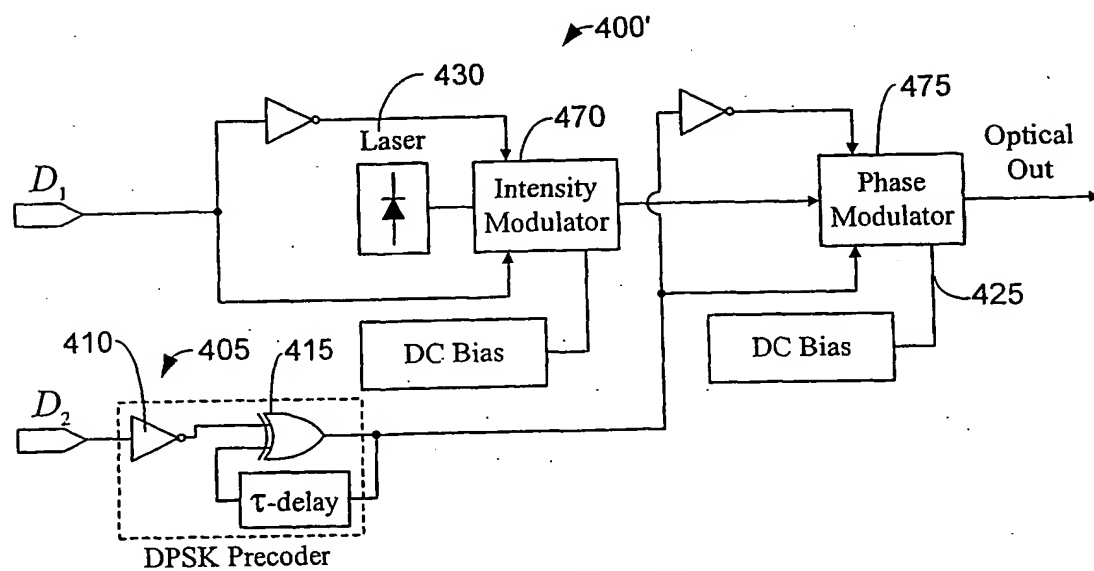 400'
430
475
Laser
470
Optical
Out
D1
Intensity
Modulator
Phase
Modulator
410
405
415
425
DC Bias
DC Bias
D2
τ-delay
DPSK Precoder